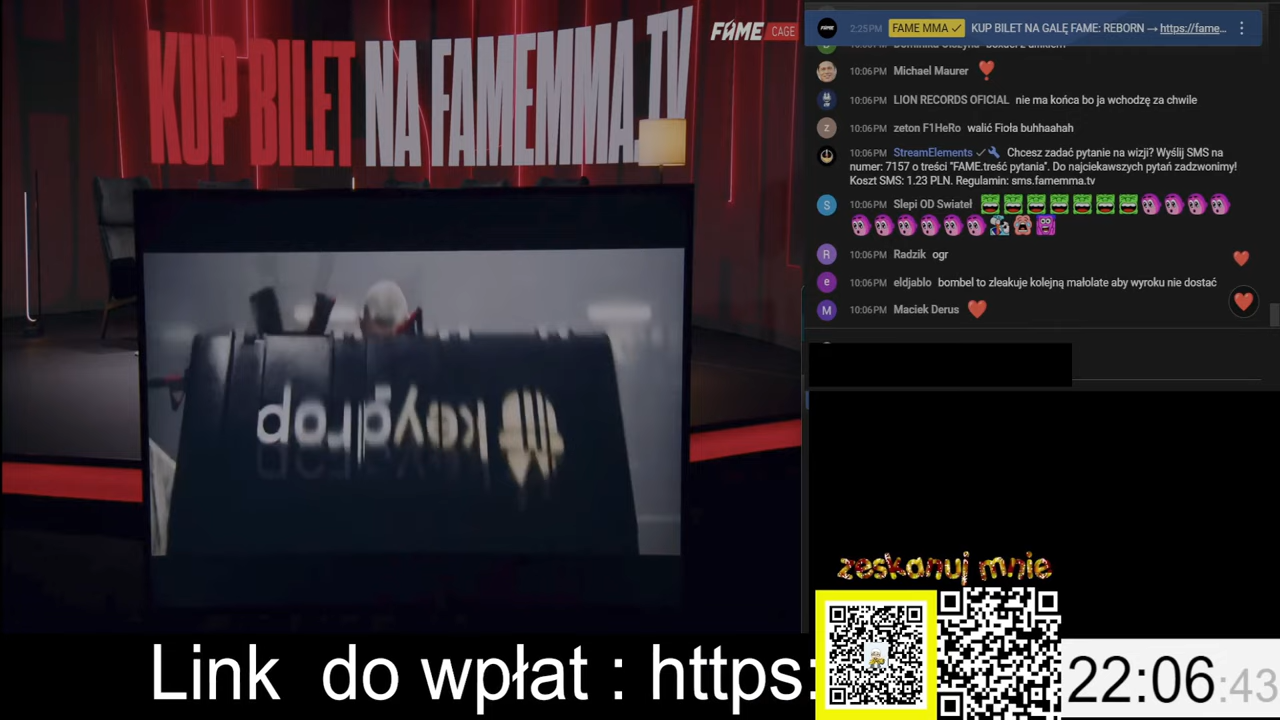 FAME CAGE
KUP BILET NA FAMEMMA.TV
keydrop
2:25PM FAME MMA ✓ KUP BILET NA GALĘ FAME: REBORN → https://fame...
10:06PM Michael Maurer
10:06PM LION RECORDS OFICIAL nie ma końca bo ja wchodzę za chwile
z 10:06PM zeton F1HeRo walić Fioła buhhaahah
10:06PM StreamElements Chcesz zadać pytanie na wizji? Wyślij SMS na
numer: 7157 o treści "FAME.treść pytania". Do najciekawszych pytań zadzwonimy!
Koszt SMS: 1.23 PLN. Regulamin: sms.famemma.tv
S 10:06PM Slepi OD Swiateł
R 10:06PM Radzik ogr
e 10:06PM eldjablo bombel to zleakuje kolejną małolate aby wyroku nie dostać
M 10:06PM Maciek Derus
zeskanuj mnie
Link do wpłat : https:
22:06:43